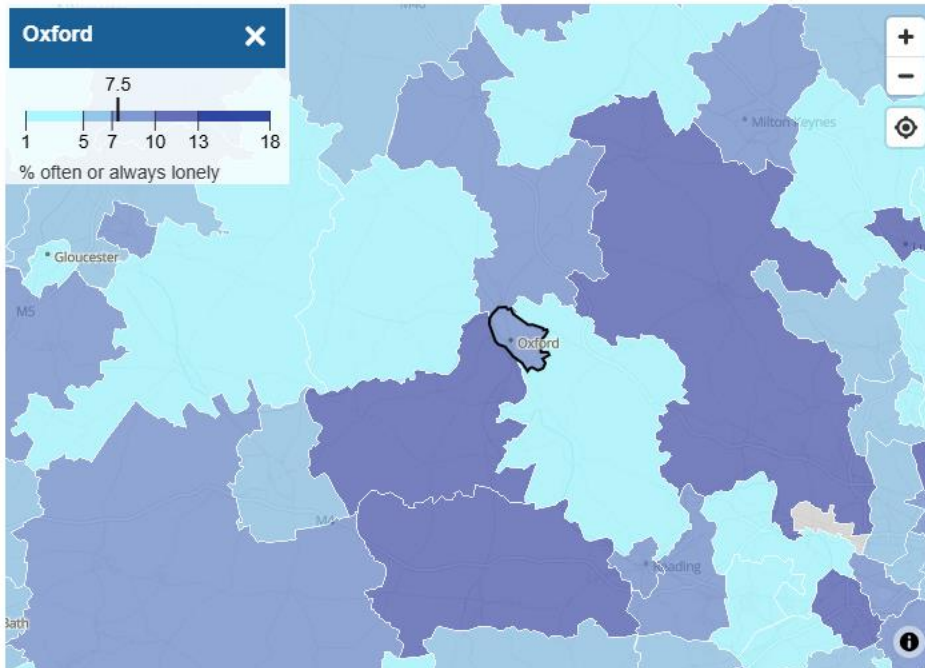 M40
Oxford
7.5
1 5 7 10 13 18
% often or always lonely
Milton Keynes
Gloucester
M5
Oxford
M4
Reading
Bath